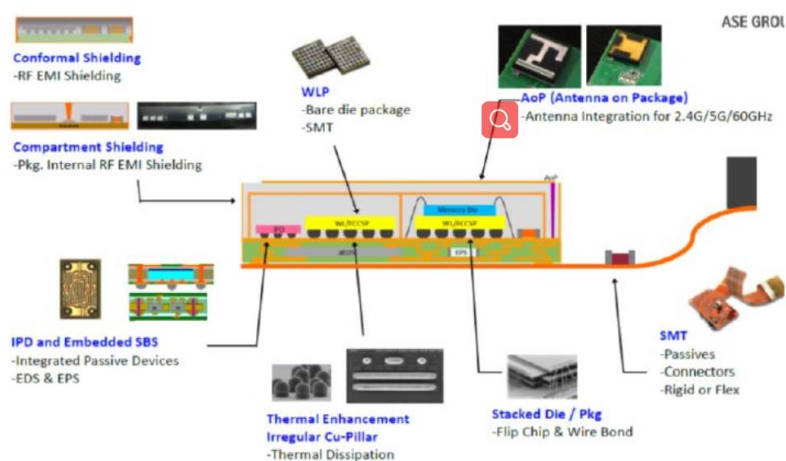 ASE GROU
Conformal Shielding
-RF EMI Shielding
WLP
-Bare die package
-SMT
AoP (Antenna on Package)
-Antenna Integration for 2.4G/5G/60GHz
Compartment Shielding
-Pkg. Internal RF EMI Shielding
AoP
Memory Die
IPD
WL/FCCSP
WL/FCCSP
EPS
IPD and Embedded SBS
-Integrated Passive Devices
-EDS & EPS
Thermal Enhancement
Irregular Cu-Pillar
-Thermal Dissipation
Stacked Die / Pkg
-Flip Chip & Wire Bond
SMT
-Passives
-Connectors
-Rigid or Flex